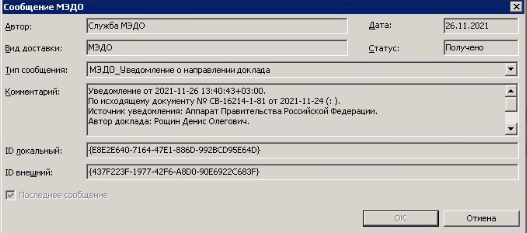 Сообщение МЭДО
Автор: Служба МЭДО Дата: 26.11.2021
Вид доставки: МЭДО Статус: Получено
Тип сообщения: МЭДО_Уведомление о направлении доклада
Комментарий: Уведомление от 2021-11-26 13:40:43+03:00.
По исходящему документу № СВ-16214-1-81 от 2021-11-24 (: ).
Источник уведомления: Аппарат Правительства Российской Федерации.
Автор доклада: Рощин Денис Олегович.
ID локальный: {E8E2E640-7164-47E1-886D-992BCD95E64D}
ID внешний: {437F223F-1977-42F6-A8D0-90E6922C683F}
Последнее сообщение
OK Отмена